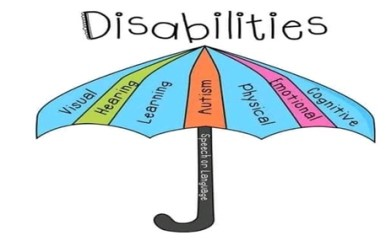 Disabilities
Visual
Hearing
Learning
Autism
Physical
Emotional
Cognitive
Speech or Language